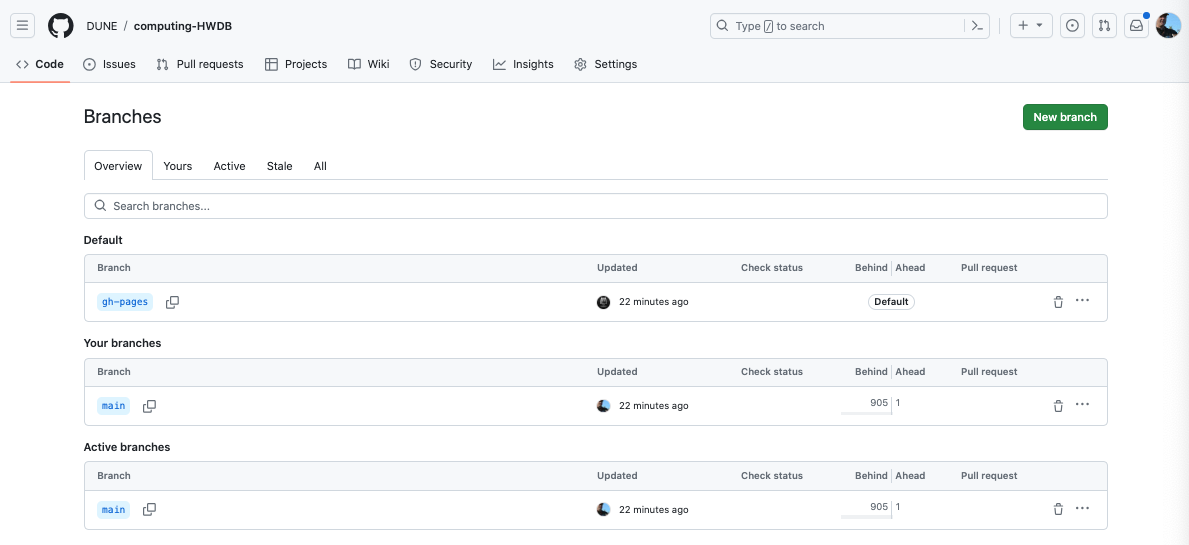 DUNE / computing-HWDB
Type / to search
Code Issues Pull requests Projects Wiki Security Insights Settings
Branches
New branch
Overview Yours Active Stale All
Search branches...
Default
Branch Updated Check status Behind Ahead Pull request
gh-pages 22 minutes ago Default
Your branches
Branch Updated Check status Behind Ahead Pull request
main 22 minutes ago 905 1
Active branches
Branch Updated Check status Behind Ahead Pull request
main 22 minutes ago 905 1